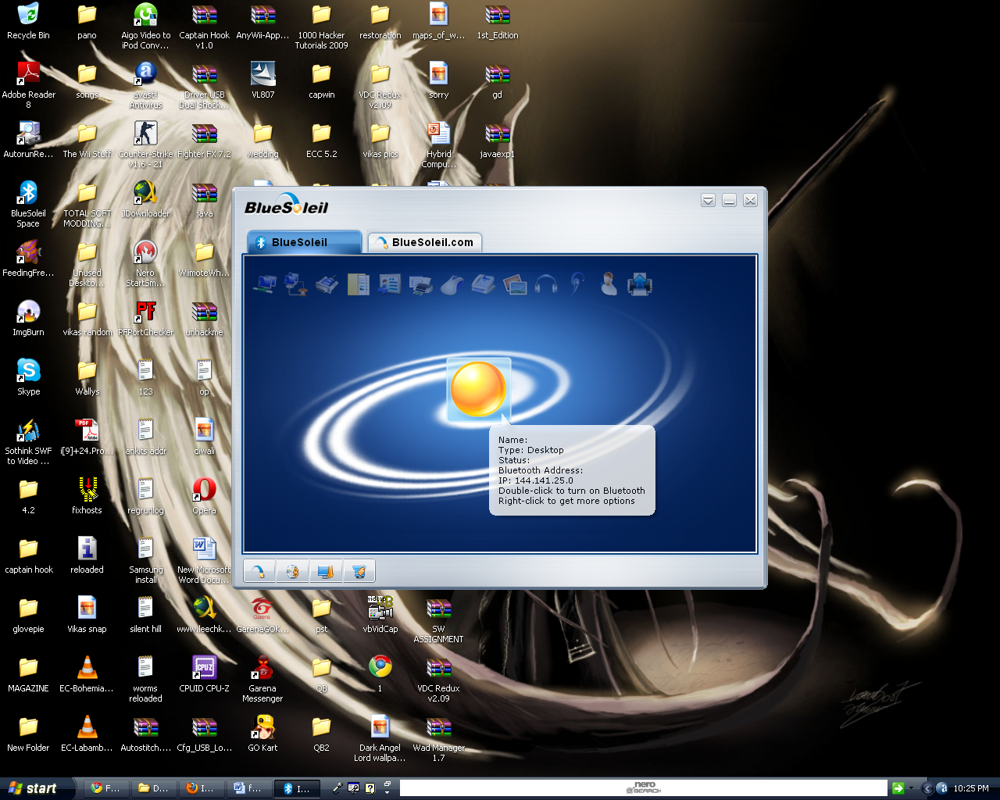 Recycle Bin
pano
Aigo Video to
iPod Conv...
Captain Hook
v1.0
AnyWii-App...
1000 Hacker
Tutorials 2009
restoration
maps_of_w...
1st_Edition
Adobe Reader
8
songs
avast!
Antivirus
Driver USB
Dual Shock...
VL807
capwin
VDC Redux
v2.09
sorry
gd
AutorunRe...
The Wii Stuff
Counter-Strike
v1.6 - 21
Fighter FX 7.2
wedding
ECC 5.2
vikas pics
Hybrid
Compu...
javaexp1
BlueSoleil
Space
TOTAL SOFT
MODDING...
JDownloader
java
FeedingFre...
Unused
Deskto...
Nero
StartSm...
WiimoteWh...
ImgBurn
vikas random
PFPortChecker
unhackme
Skype
Wallys
123
op
Sothink SWF
to Video ...
i[9]+24.Pro...
ankits addr
diwali
4.2
fixhosts
regrunlog
Opera
captain hook
reloaded
Samsung
install
New Microsoft
Word Docu...
BlueSoleil
BlueSoleil
BlueSoleil.com
Name:
Type: Desktop
Status:
Bluetooth Address:
IP: 144.141.25.0
Double-click to turn on Bluetooth
Right-click to get more options
glovepie
Vikas snap
silent hill
www.leechk...
GarenaGOK...
pst
vbVidCap
SW
ASSIGNMENT
MAGAZINE
EC-Bohemia...
worms
reloaded
CPUID CPU-Z
Garena
Messenger
QB
1
VDC Redux
v2.09
New Folder
EC-Labamb...
Autostitch....
Cfg_USB_Lo...
GO Kart
QB2
Dark Angel
Lord wallpa...
Wad Manager
1.7
start
F...
D...
I...
f...
I...
nero
SEARCH
10:25 PM